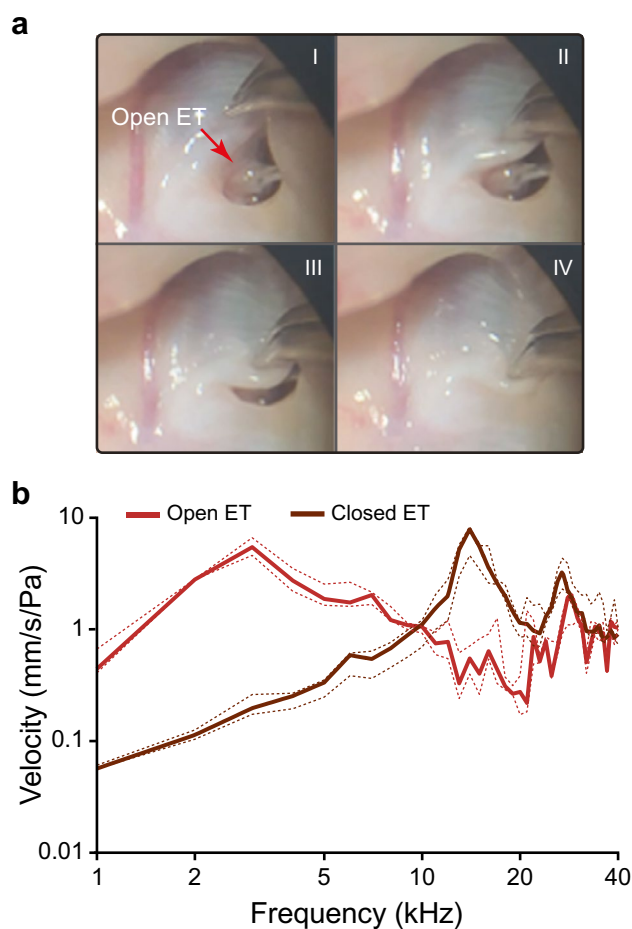 a
I
II
Open ET
III
IV
b
Open ET
Closed ET
10
1
0.1
0.01
Velocity (mm/s/Pa)
1
2
5
10
20
40
Frequency (kHz)